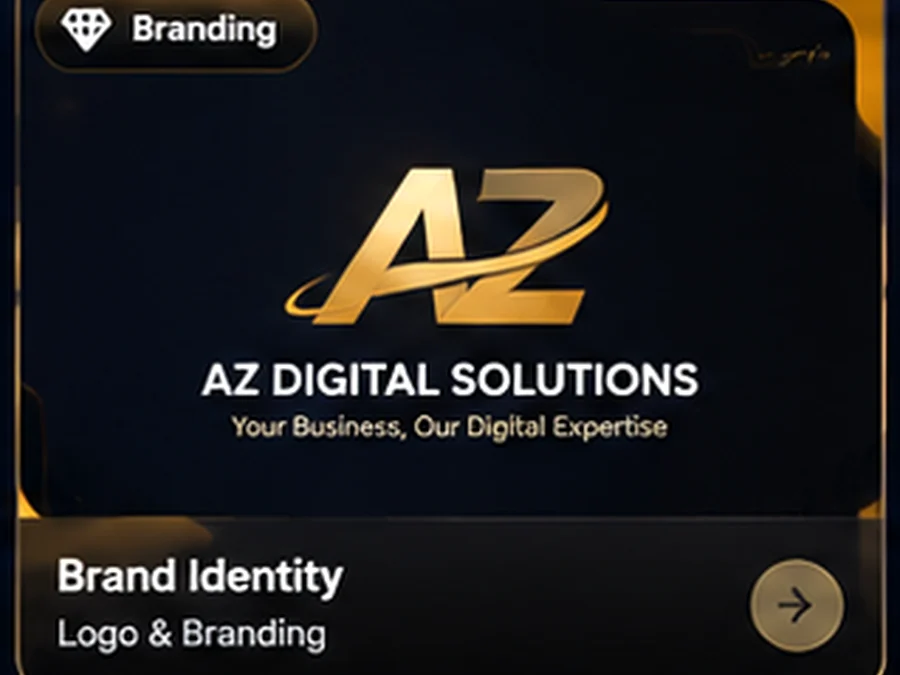 Branding
AZ
AZ DIGITAL SOLUTIONS
Your Business, Our Digital Expertise
Brand Identity
Logo & Branding